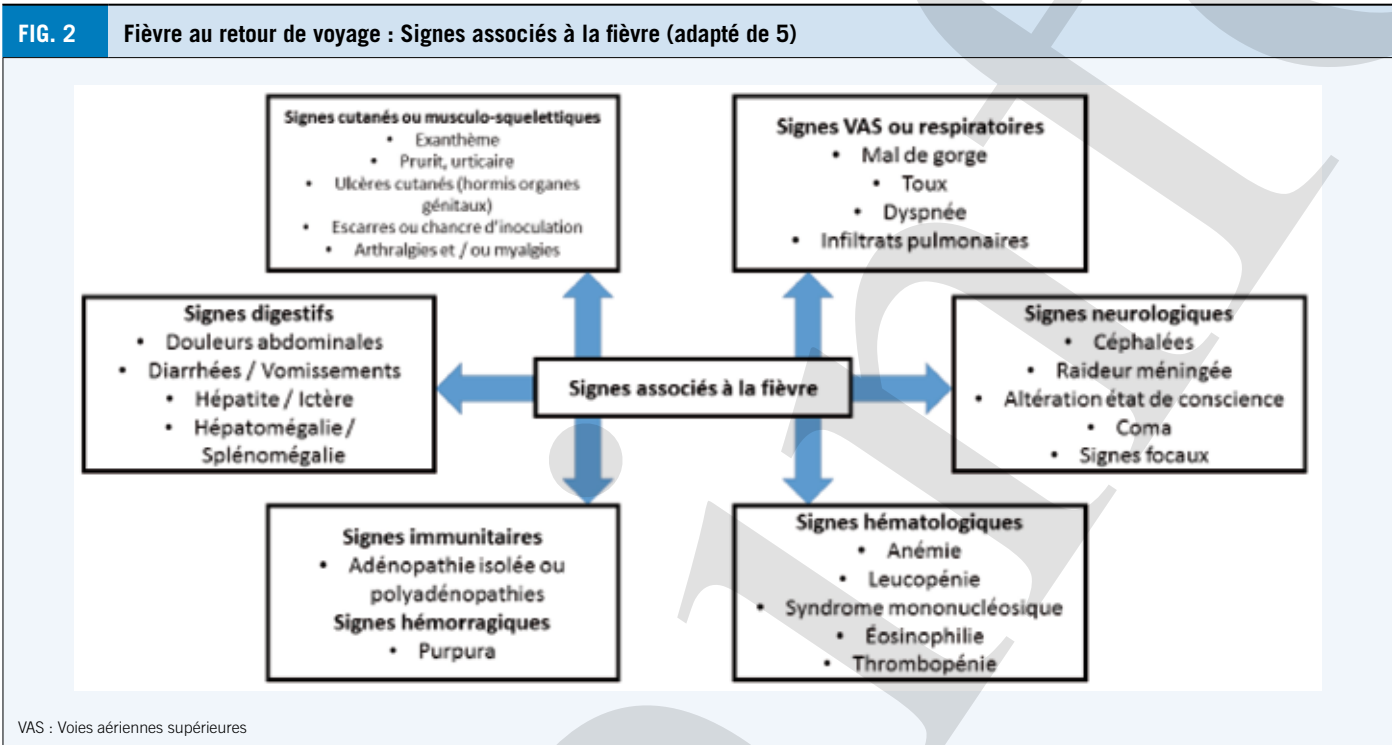 FIG. 2 Fièvre au retour de voyage : Signes associés à la fièvre (adapté de 5)
Signes cutanés ou musculo-squelettiques
• Exanthème
• Prurit, urticaire
• Ulcères cutanés (hormis organes
génitaux)
• Escarres ou chancre d'inoculation
• Arthralgies et / ou myalgies
Signes VAS ou respiratoires
• Mal de gorge
• Toux
• Dyspnée
• Infiltrats pulmonaires
Signes digestifs
• Douleurs abdominales
• Diarrhées / Vomissements
• Hépatite / Ictère
• Hépatomégalie /
Splénomégalie
Signes associés à la fièvre
Signes neurologiques
• Céphalées
• Raideur méningée
• Altération état de conscience
• Coma
• Signes focaux
Signes immunitaires
• Adénopathie isolée ou
polyadénopathies
Signes hémorragiques
• Purpura
Signes hématologiques
• Anémie
• Leucopénie
• Syndrome mononucléosique
• Éosinophilie
• Thrombopénie
VAS : Voies aériennes supérieures